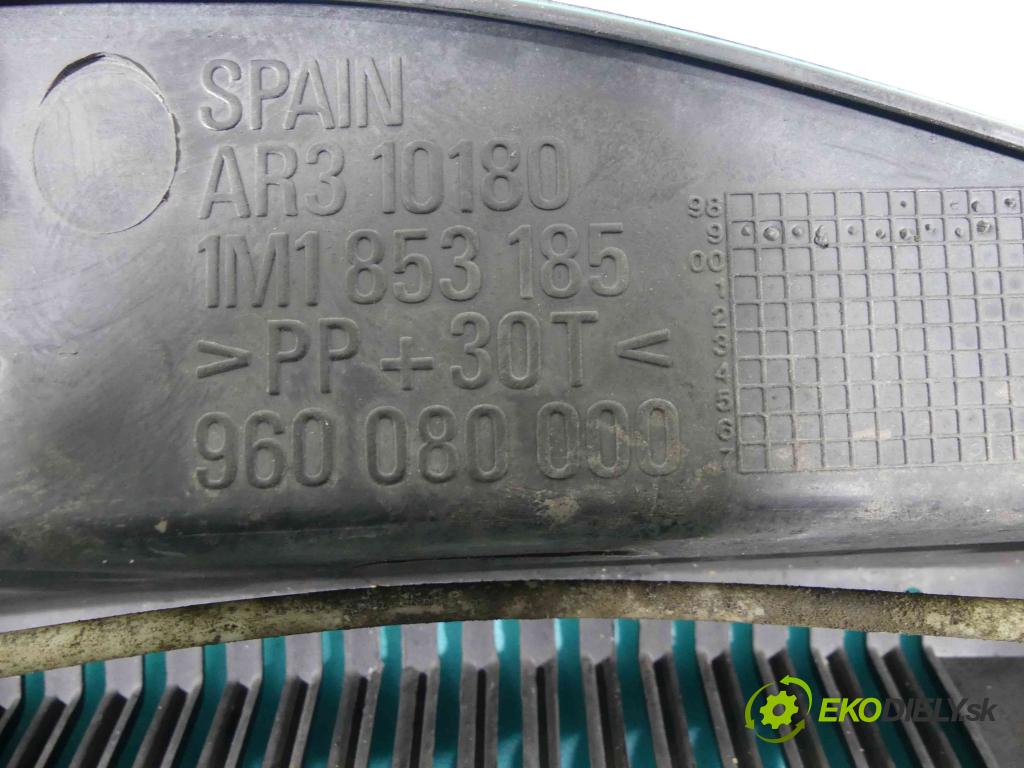 SPAIN
AR3 10180
1M1 853 185
>PP+30T<
960 080 000
98
9
00
1
2
3
4
5
6
7
EKODIELY.sk